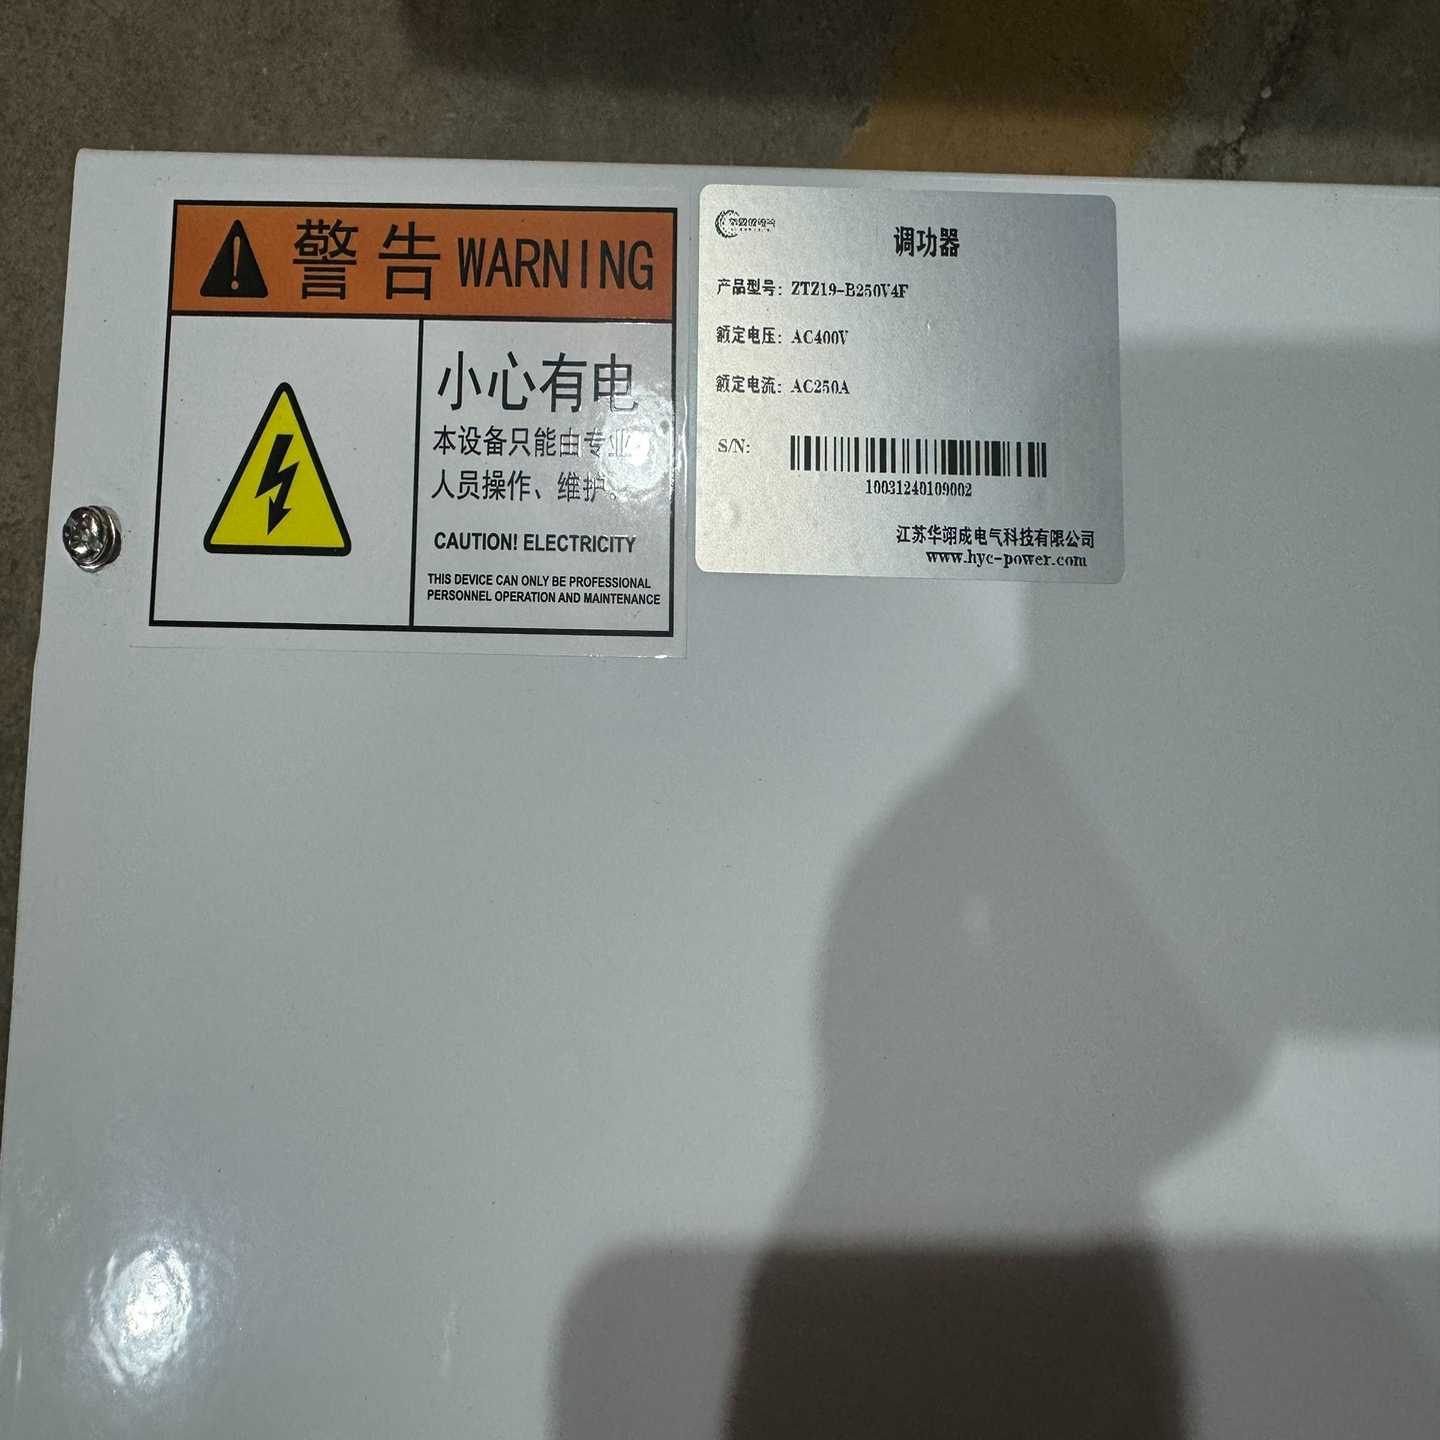 警告 WARNING
小心有电
本设备只能由专业
人员操作、维护
CAUTION! ELECTRICITY
THIS DEVICE CAN ONLY BE PROFESSIONAL
PERSONNEL OPERATION AND MAINTENANCE
调功器
产品型号: ZTZ19-B250V4F
额定电压: AC400V
额定电流: AC250A
S/N:
10031240109002
江苏华翊成电气科技有限公司
www.hyc-power.com